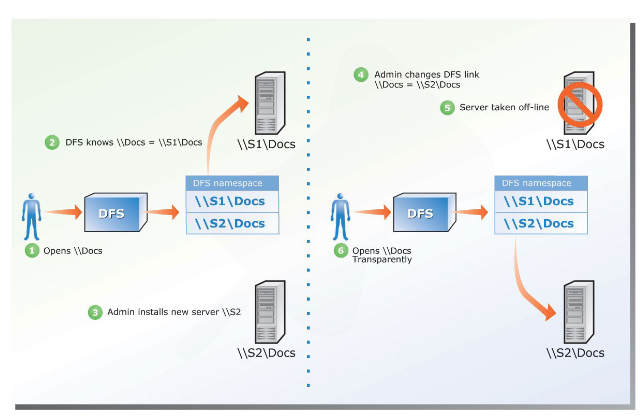 2 DFS knows \\Docs = \\S1\Docs
\\S1\Docs
DFS
DFS namespace
\\S1\Docs
\\S2\Docs
1 Opens \\Docs
3 Admin installs new server \\S2
\\S2\Docs
4 Admin changes DFS link
\\Docs = \\S2\Docs
5 Server taken off-line
\\S1\Docs
DFS
DFS namespace
\\S1\Docs
\\S2\Docs
6 Opens \\Docs
Transparently
\\S2\Docs